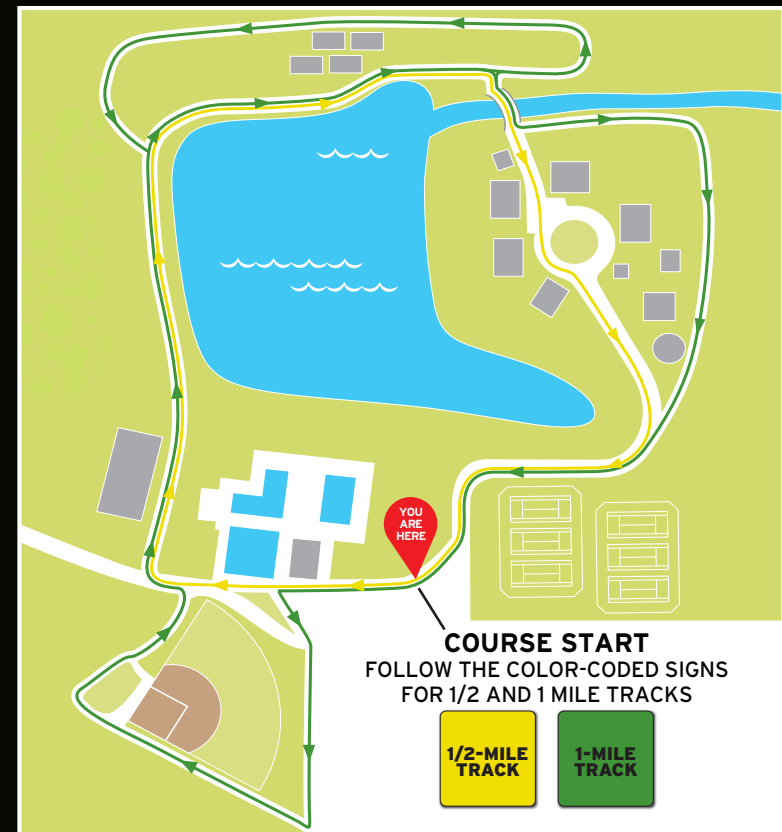 YOU
ARE
HERE
COURSE START
FOLLOW THE COLOR-CODED SIGNS
FOR 1/2 AND 1 MILE TRACKS
1/2-MILE
TRACK
1-MILE
TRACK